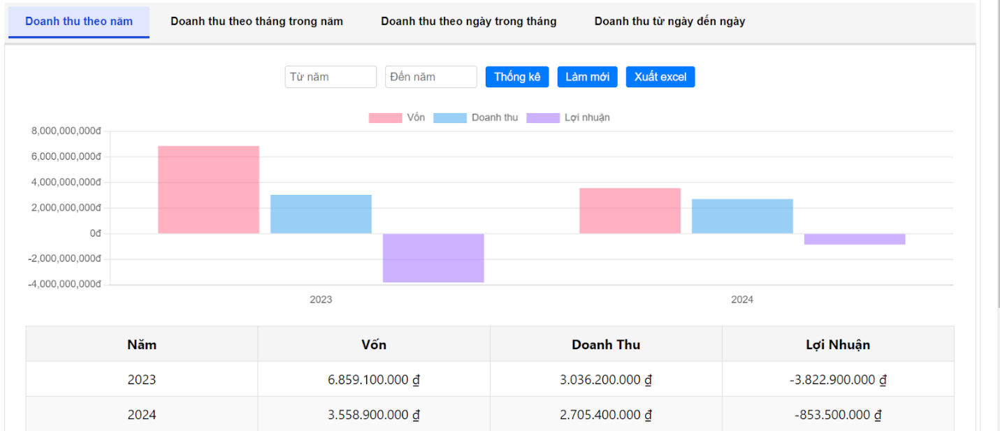 Doanh thu theo năm Doanh thu theo tháng trong năm Doanh thu theo ngày trong tháng Doanh thu từ ngày đến ngày
Từ năm Đến năm Thống kê Làm mới Xuất excel
Vốn Doanh thu Lợi nhuận
8,000,000,000đ
6,000,000,000đ
4,000,000,000đ
2,000,000,000đ
0đ
-2,000,000,000đ
-4,000,000,000đ
2023 2024
Năm Vốn Doanh Thu Lợi Nhuận
2023 6.859.100.000 ₫ 3.036.200.000 ₫ -3.822.900.000 ₫
2024 3.558.900.000 ₫ 2.705.400.000 ₫ -853.500.000 ₫